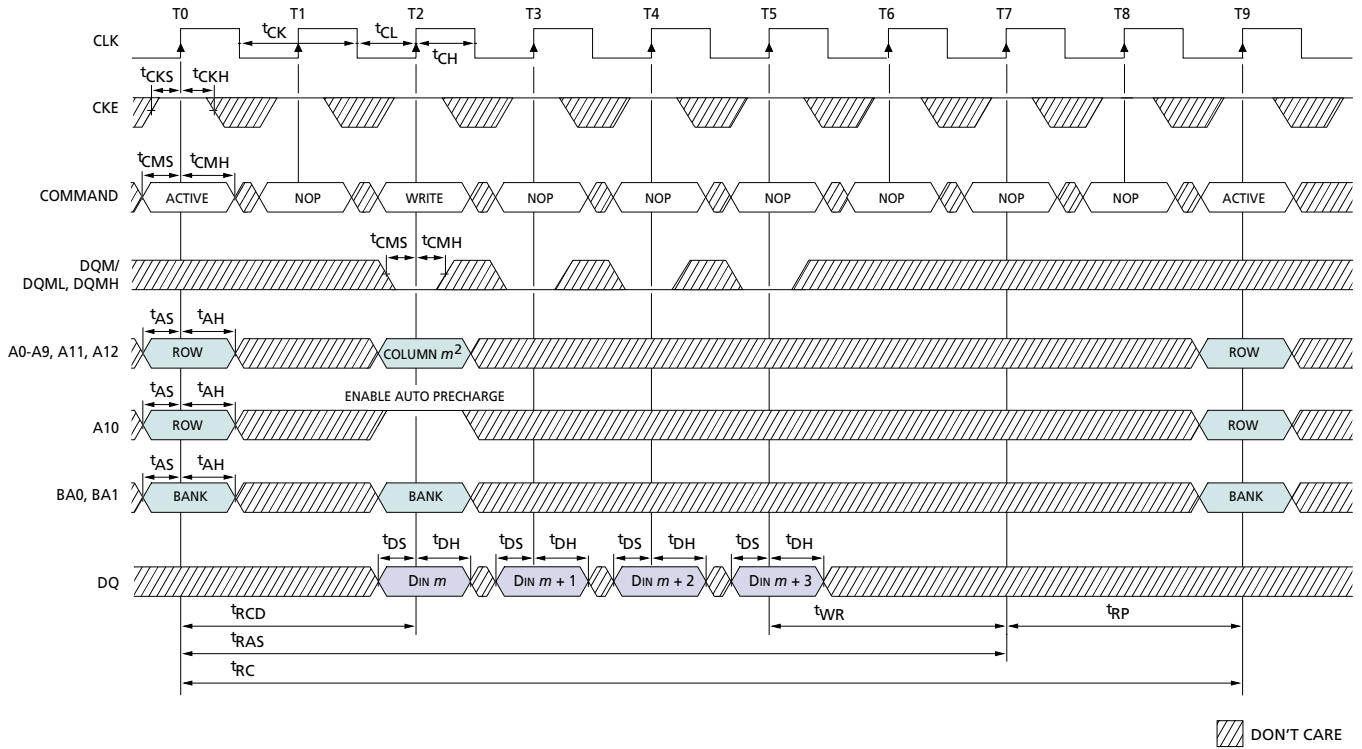 T0 T1 T2 T3 T4 T5 T6 T7 T8 T9
CLK
tCK tCL
tCH
tCKS tCKH
CKE
tCMS tCMH
COMMAND ACTIVE NOP WRITE NOP NOP NOP NOP NOP NOP ACTIVE
tCMS tCMH
DQM/
DQML, DQMH
tAS tAH
A0-A9, A11, A12 ROW COLUMN m2 ROW
ENABLE AUTO PRECHARGE
tAS tAH
A10 ROW ROW
tAS tAH
BA0, BA1 BANK BANK BANK
tDS tDH tDS tDH tDS tDH tDS tDH
DQ DIN m DIN m + 1 DIN m + 2 DIN m + 3
tRCD tWR tRP
tRAS
tRC
DON'T CARE